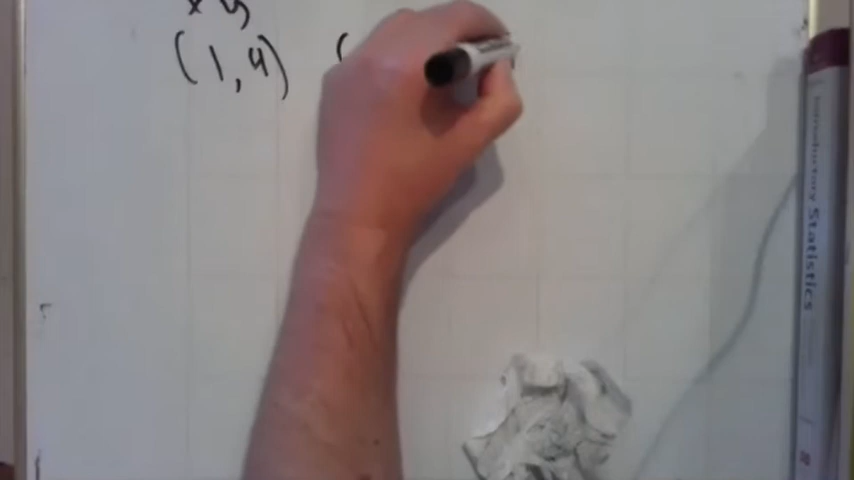 x y
(1,4) (
Introductory Statistics